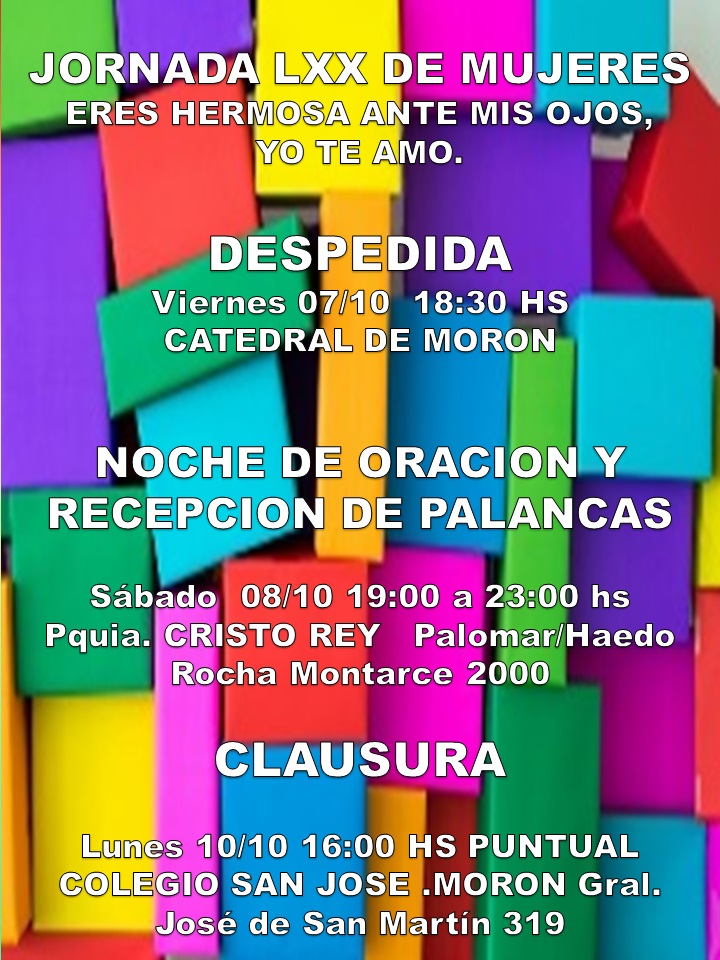 JORNADA LXX DE MUJERES
ERES HERMOSA ANTE MIS OJOS,
YO TE AMO.
DESPEDIDA
Viernes 07/10 18:30 HS
CATEDRAL DE MORON
NOCHE DE ORACION Y
RECEPCION DE PALANCAS
Sábado 08/10 19:00 a 23:00 hs
Pquia. CRISTO REY Palomar/Haedo
Rocha Montarce 2000
CLAUSURA
Lunes 10/10 16:00 HS PUNTUAL
COLEGIO SAN JOSE .MORON Gral.
José de San Martín 319